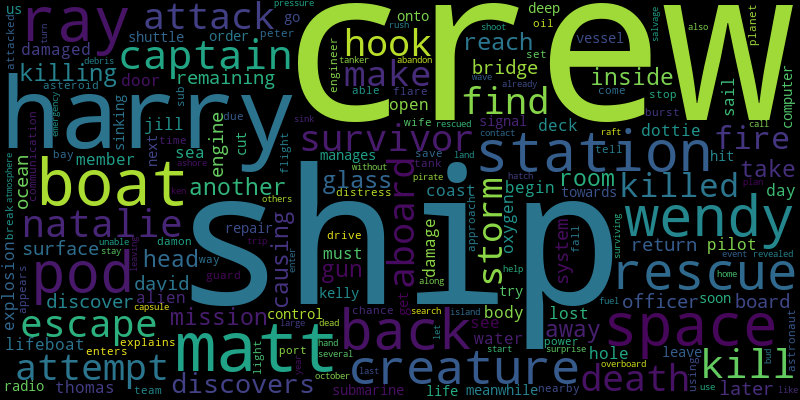 ray
attack
us
go
onto
deep
oil
pressure
rush
shoot
also
salvage
planet
crew
attacked
turn
shuttle
order
peter
captain
hook
reach
set
vessel
damaged
debris
tanker
abandon
engineer
bridge
killing
remaining
make
wave
already
asteroid
door
sub
able
flare
find
inside
come
stop
sail
computer
harry
emergency
communication
sinking
jill
due
wife
rescued
open
signal
contact
raft
tell
burst
call
bay
member
time
next
engine
cut
flight
sink
survivor
deck
dottie
hit
fire
atmosphere
break
ocean
boat
sea
ashore
ken
manages
save
tank
land
station
hatch
plan
another
others
without
glass
pirate
distress
coast
begin
room
killed
take
day
natalie
ship
aboard
storm
oxygen
towards
wendy
surface
damon
stay
unable
leaving
repair
trip
causing
drive
damage
approach
system
fall
surviving
return
pilot
explosion
pod
head
way
must
along
event
revealed
appears
david
guard
enter
gun
get
try
help
officer
soon
board
discover
alien
kelly
back
see
body
lost
away
home
rescue
escape
capsule
mission
control
chance
search
island
fuel
space
astronaut
lifeboat
explains
matt
large
dead
let
water
power
hole
leave
bud
enters
light
port
hand
year
several
creature
start
surprise
nearby
using
kill
attempt
radio
thomas
team
discovers
october
last
submarine
life
meanwhile
overboard
death
use
later
like